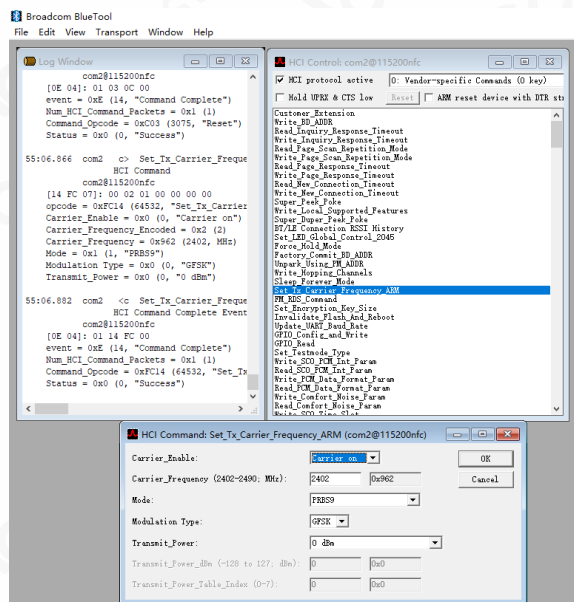 Broadcom BlueTool
File Edit View Transport Window Help
Log Window
com2@115200nfc
[0E 04]: 01 03 0C 00
event = 0xE (14, "Command Complete")
Num_HCI_Command_Packets = 0x1 (1)
Command_Opcode = 0xC03 (3075, "Reset")
Status = 0x0 (0, "Success")
55:06.866 com2 c> Set_Tx_Carrier_Freque
HCI Command
com2@115200nfc
[14 FC 07]: 00 02 01 00 00 00 00
opcode = 0xFC14 (64532, "Set_Tx_Carrier
Carrier_Enable = 0x0 (0, "Carrier on")
Carrier_Frequency_Encoded = 0x2 (2)
Carrier_Frequency = 0x962 (2402, MHz)
Mode = 0x1 (1, "PRBS9")
Modulation Type = 0x0 (0, "GFSK")
Transmit_Power = 0x0 (0, "0 dBm")
55:06.882 com2 <c Set_Tx_Carrier_Freque
HCI Command Complete Event
com2@115200nfc
[0E 04]: 01 14 FC 00
event = 0xE (14, "Command Complete")
Num_HCI_Command_Packets = 0x1 (1)
Command_Opcode = 0xFC14 (64532, "Set_Tx
Status = 0x0 (0, "Success")
HCI Control: com2@115200nfc
HCI protocol active 0: Vendor-specific Commands (0 key)
Hold UPRX & CTS low Reset ARM reset device with DTR st
Customer_Extension
Write_BD_ADDR
Read_Inquiry_Response_Timeout
Write_Inquiry_Response_Timeout
Read_Page_Scan_Repetition_Mode
Write_Page_Scan_Repetition_Mode
Read_Page_Response_Timeout
Write_Page_Response_Timeout
Read_New_Connection_Timeout
Write_New_Connection_Timeout
Super_Peek_Poke
Write_Local_Supported_Features
Super_Duper_Peek_Poke
BT/LE Connection RSSI History
Set_LED_Global_Control_2045
Force_Hold_Mode
Factory_Commit_BD_ADDR
Unpark_Using_PM_ADDR
Write_Hopping_Channels
Sleep_Forever_Mode
Set_Tx_Carrier_Frequency_ARM
FM_RDS_Command
Set_Encryption_Key_Size
Invalidate_Flash_And_Reboot
Update_UART_Baud_Rate
GPIO_Config_and_Write
GPIO_Read
Set_Testmode_Type
Write_SCO_PCM_Int_Param
Read_SCO_PCM_Int_Param
Write_PCM_Data_Format_Param
Read_PCM_Data_Format_Param
Write_Comfort_Noise_Param
Read_Comfort_Noise_Param
Write_SCO_Time_Slot
HCI Command: Set_Tx_Carrier_Frequency_ARM (com2@115200nfc)
Carrier_Enable: Carrier on OK
Carrier_Frequency (2402-2490; MHz): 2402 0x962 Cancel
Mode: PRBS9
Modulation Type: GFSK
Transmit_Power: 0 dBm
Transmit_Power_dBm (-128 to 127; dBm): 0 0x0
Transmit_Power_Table_Index (0-7): 0 0x0